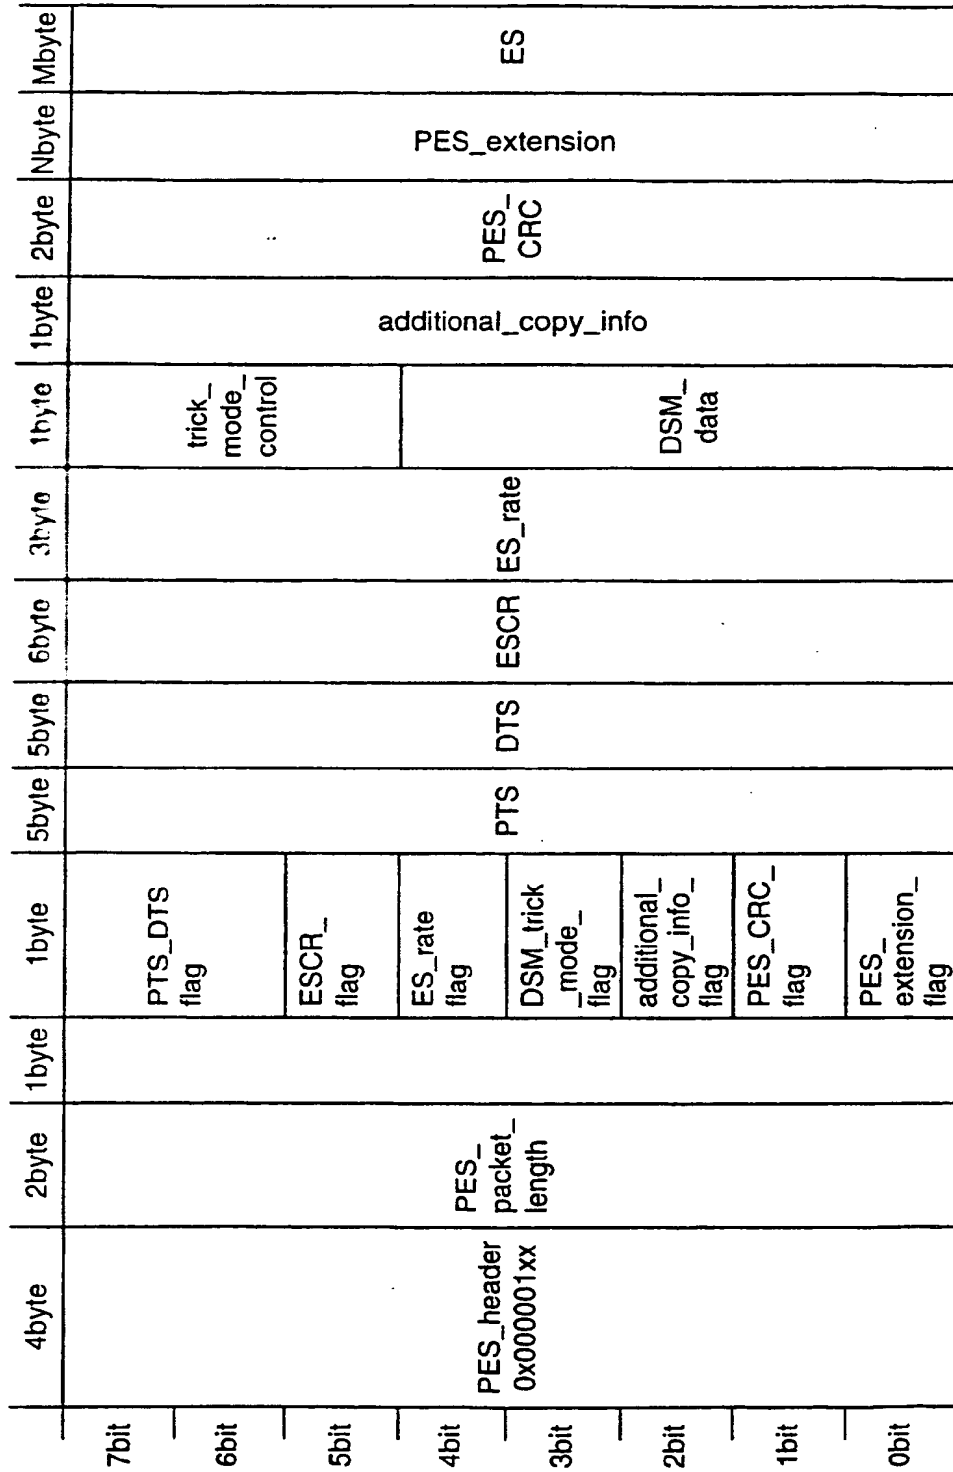 4byte
2byte
1byte
1byte
5byte
5byte
6byte
3byte
1byte
1byte
2byte
Nbyte
Mbyte
7bit
6bit
5bit
4bit
3bit
2bit
1bit
0bit
PES_header
0x000001xx
PES_
packet_
length
PTS_DTS
flag
ESCR_
flag
ES_rate
flag
DSM_trick
_mode_
flag
additional_
copy_info_
flag
PES_CRC_
flag
PES_
extension_
flag
PTS
DTS
ESCR
ES_rate
trick_
mode_
control
DSM_
data
additional_copy_info
PES_
CRC
PES_extension
ES